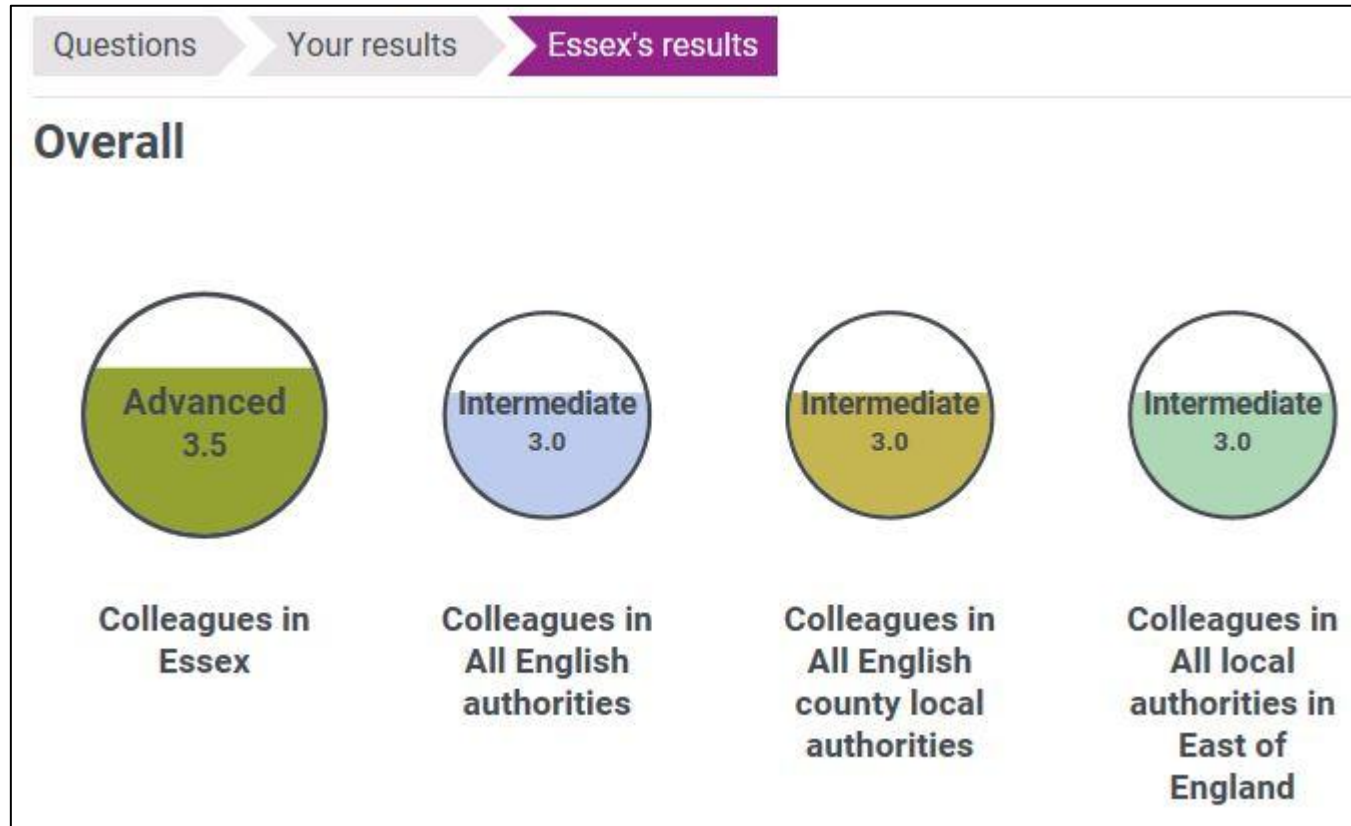 Questions Your results Essex's results
Overall
Advanced
3.5
Intermediate
3.0
Intermediate
3.0
Intermediate
3.0
Colleagues in
Essex
Colleagues in
All English
authorities
Colleagues in
All English
county local
authorities
Colleagues in
All local
authorities in
East of
England